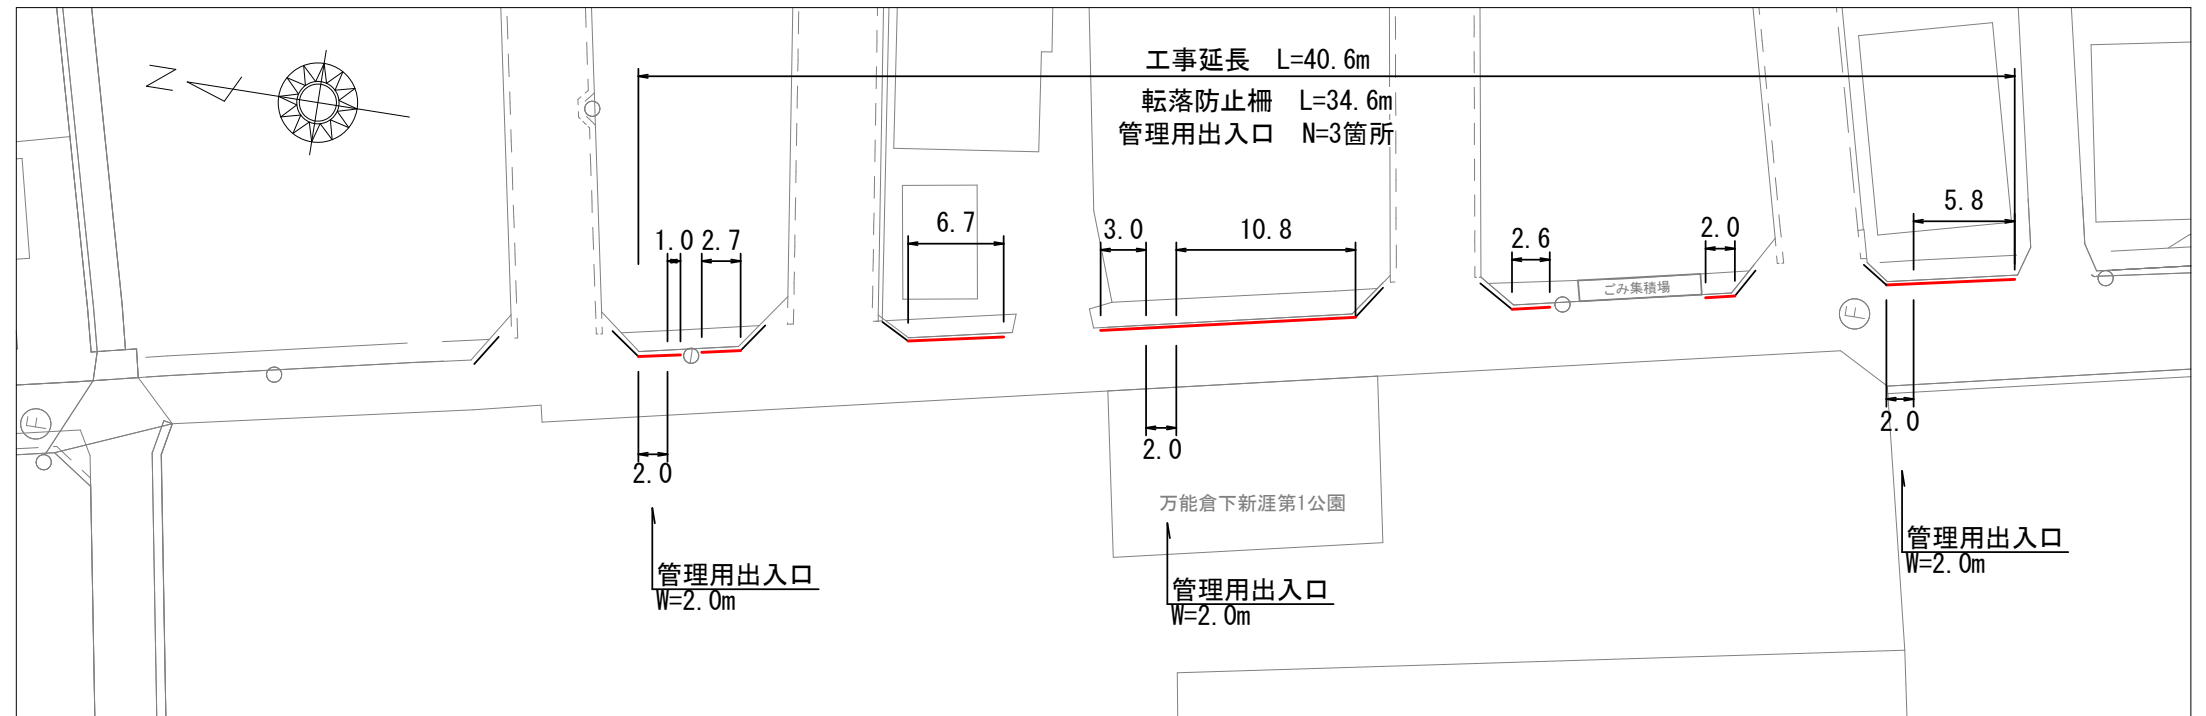 工事延長 L=40.6m
転落防止柵 L=34.6m
管理用出入口 N=3箇所
N
1.0
2.7
6.7
3.0
10.8
2.6
2.0
5.8
ごみ集積場
2.0
2.0
2.0
万能倉下新涯第1公園
管理用出入口
W=2.0m
管理用出入口
W=2.0m
管理用出入口
W=2.0m